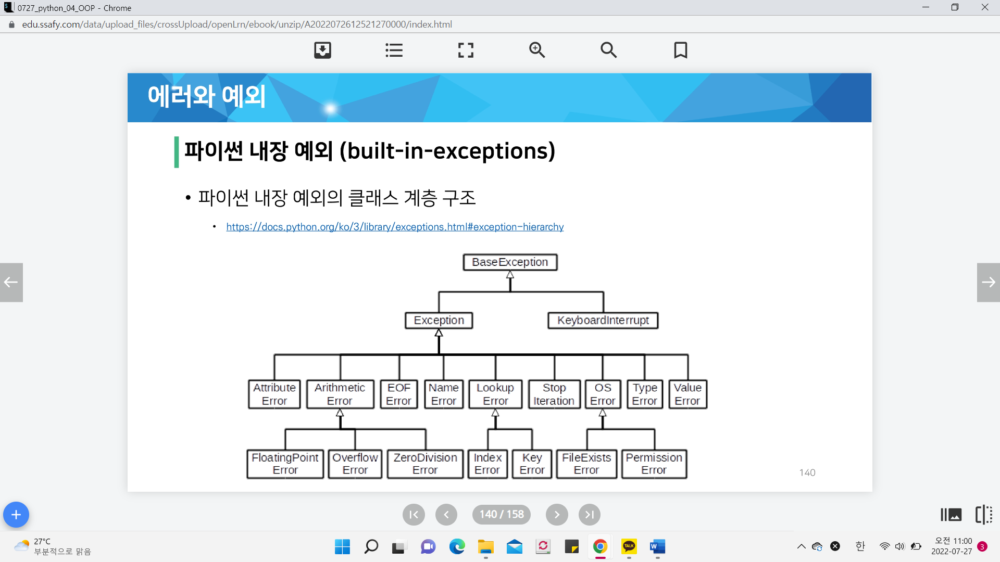 0727_python_04_OOP - Chrome
edu.ssafy.com/data/upload_files/crossUpload/openLrn/ebook/unzip/A2022072612521270000/index.html
에러와 예외
파이썬 내장 예외 (built-in-exceptions)
• 파이썬 내장 예외의 클래스 계층 구조
• https://docs.python.org/ko/3/library/exceptions.html#exception-hierarchy
BaseException
Exception
KeyboardInterrupt
Attribute
Error
Arithmetic
Error
EOF
Error
Name
Error
Lookup
Error
Stop
Iteration
OS
Error
Type
Error
Value
Error
FloatingPoint
Error
Overflow
Error
ZeroDivision
Error
Index
Error
Key
Error
FileExists
Error
Permission
Error
140
140 / 158
27°C
부분적으로 맑음
TALK
W
한
오전 11:00
2022-07-27
3